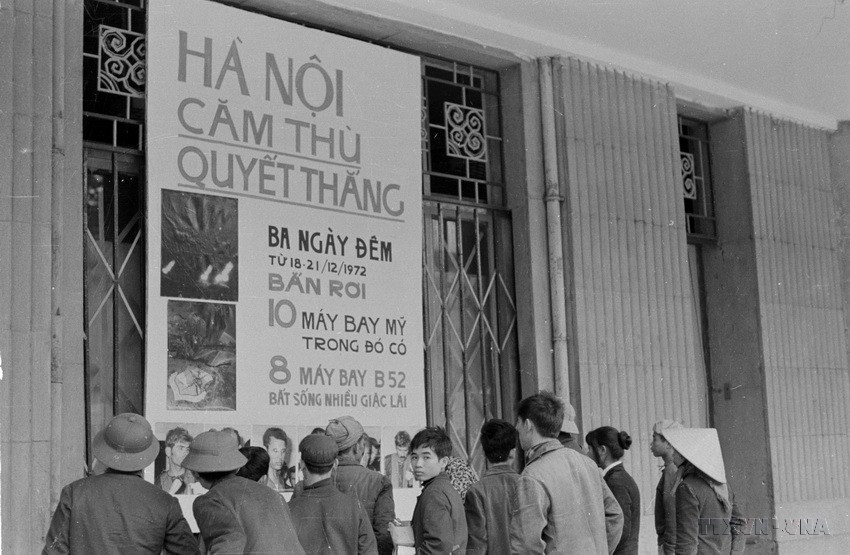 HÀ NỘI
CĂM THÙ
QUYẾT THẮNG
BA NGÀY ĐÊM
TỪ 18-21/12/1972
BẮN RƠI
10 MÁY BAY MỸ
TRONG ĐÓ CÓ
8 MÁY BAY B52
BẮT SỐNG NHIỀU GIẶC LÁI
TTXVN-VNA